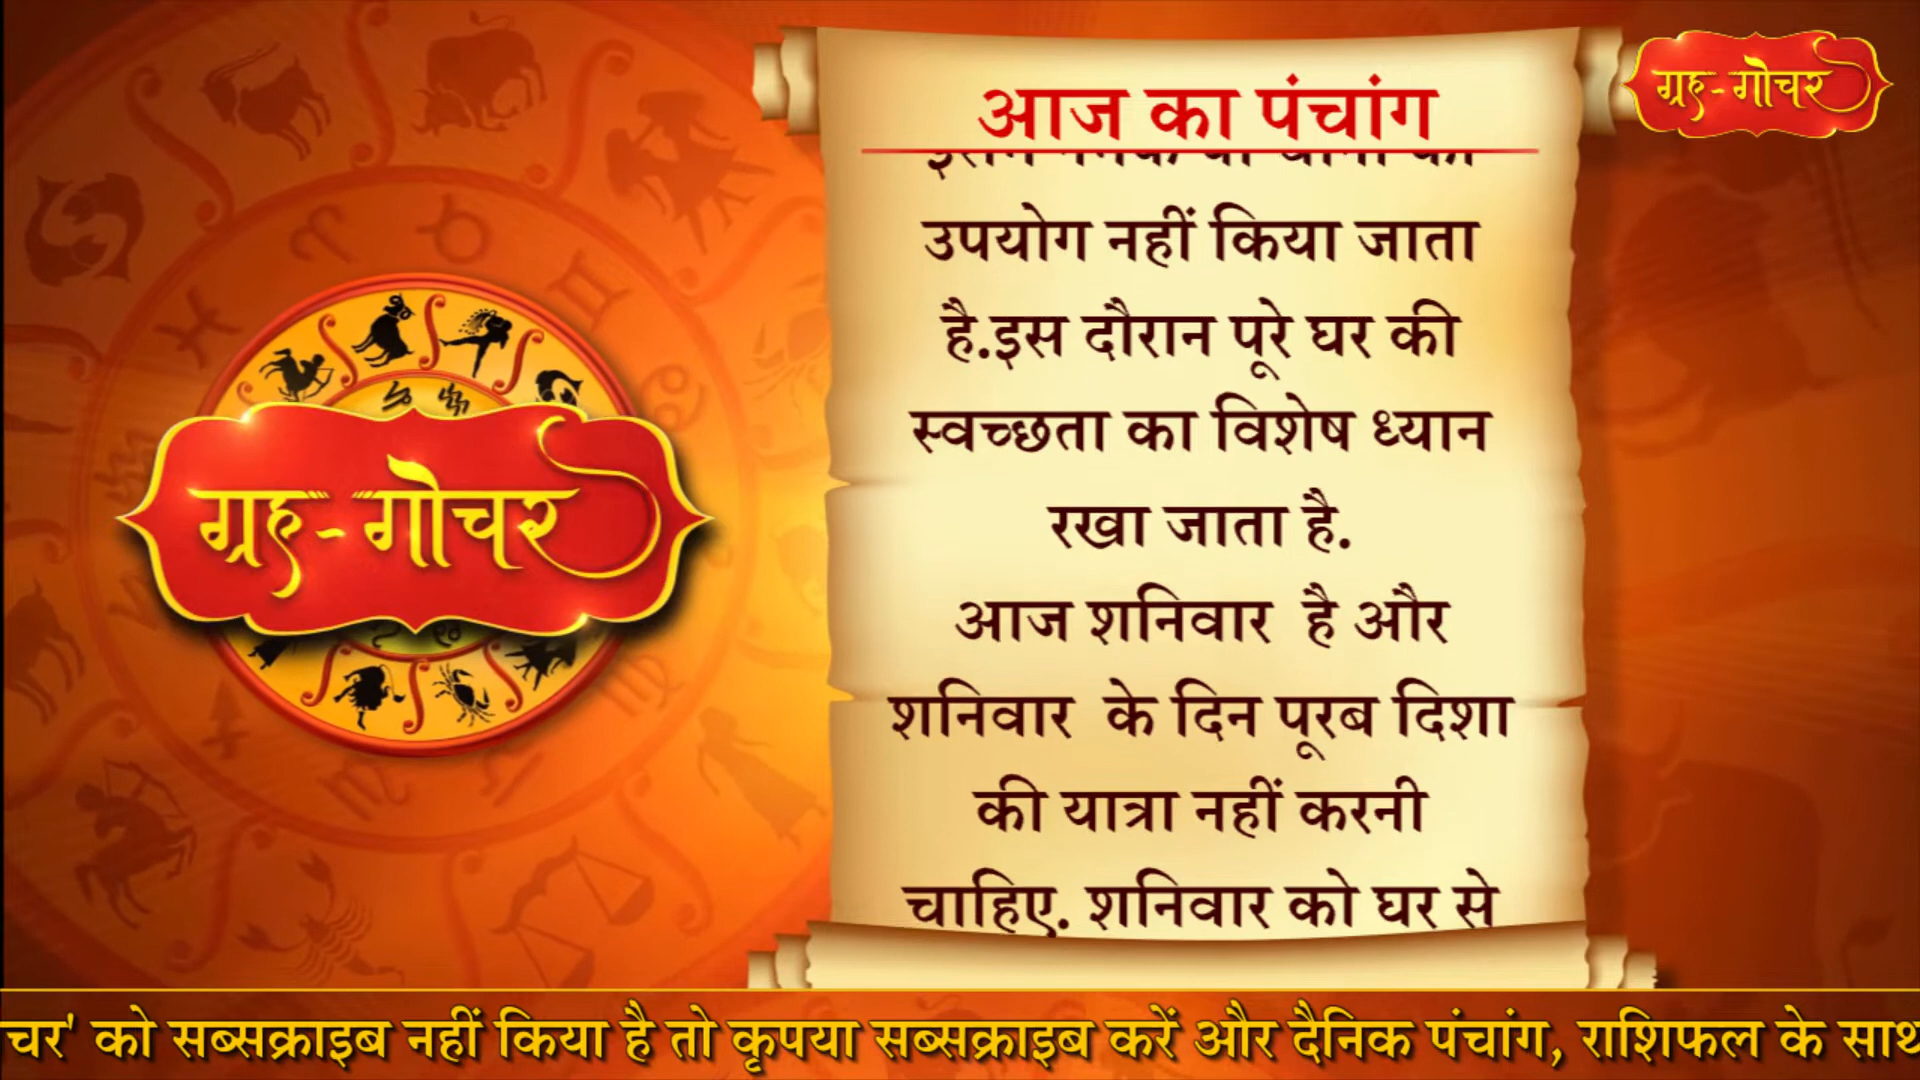 आज का पंचांग
ग्रह-गोचर
उपयोग नहीं किया जाता
है.इस दौरान पूरे घर की
स्वच्छता का विशेष ध्यान
रखा जाता है.
आज शनिवार है और
शनिवार के दिन पूरब दिशा
की यात्रा नहीं करनी
चाहिए. शनिवार को घर से
ग्रह-गोचर
चर' को सब्सक्राइब नहीं किया है तो कृपया सब्सक्राइब करें और दैनिक पंचांग, राशिफल के साथ